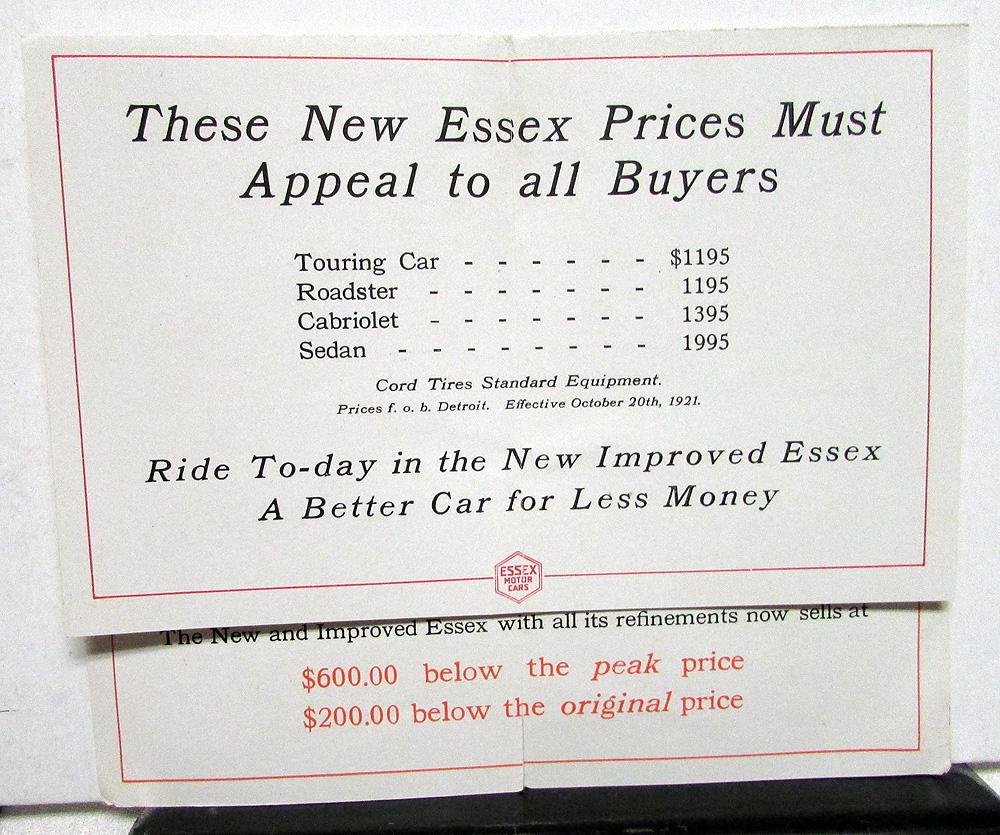 These New Essex Prices Must
Appeal to all Buyers
Touring Car - - - - - - $1195
Roadster - - - - - - - 1195
Cabriolet - - - - - - - 1395
Sedan - - - - - - - - 1995
Cord Tires Standard Equipment.
Prices f. o. b. Detroit. Effective October 20th, 1921.
Ride To-day in the New Improved Essex
A Better Car for Less Money
ESSEX
MOTOR
CARS
The New and Improved Essex with all its refinements now sells at
$600.00 below the peak price
$200.00 below the original price